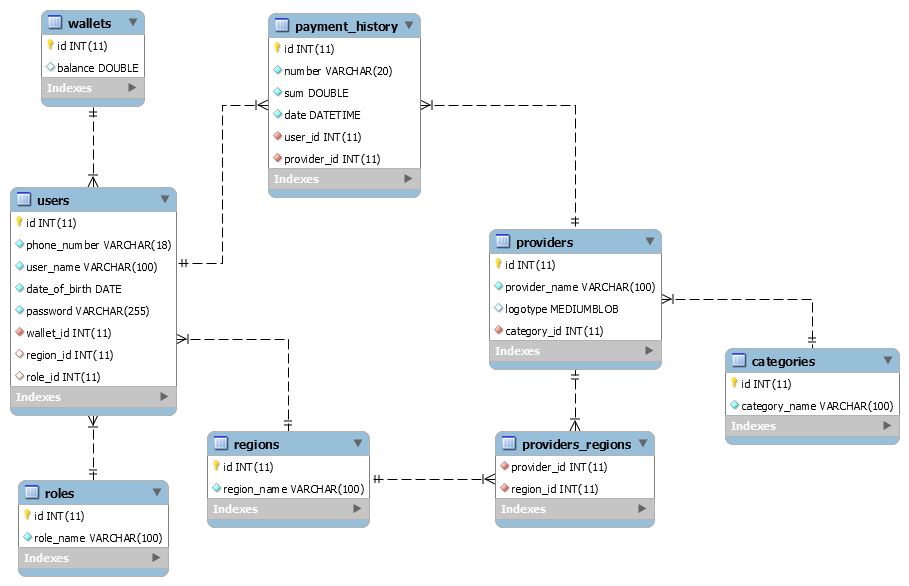 wallets
id INT(11)
balance DOUBLE
Indexes
payment_history
id INT(11)
number VARCHAR(20)
sum DOUBLE
date DATETIME
user_id INT(11)
provider_id INT(11)
Indexes
users
id INT(11)
phone_number VARCHAR(18)
user_name VARCHAR(100)
date_of_birth DATE
password VARCHAR(255)
wallet_id INT(11)
region_id INT(11)
role_id INT(11)
Indexes
providers
id INT(11)
provider_name VARCHAR(100)
logotype MEDIUMBLOB
category_id INT(11)
Indexes
categories
id INT(11)
category_name VARCHAR(100)
Indexes
regions
id INT(11)
region_name VARCHAR(100)
Indexes
providers_regions
provider_id INT(11)
region_id INT(11)
Indexes
roles
id INT(11)
role_name VARCHAR(100)
Indexes